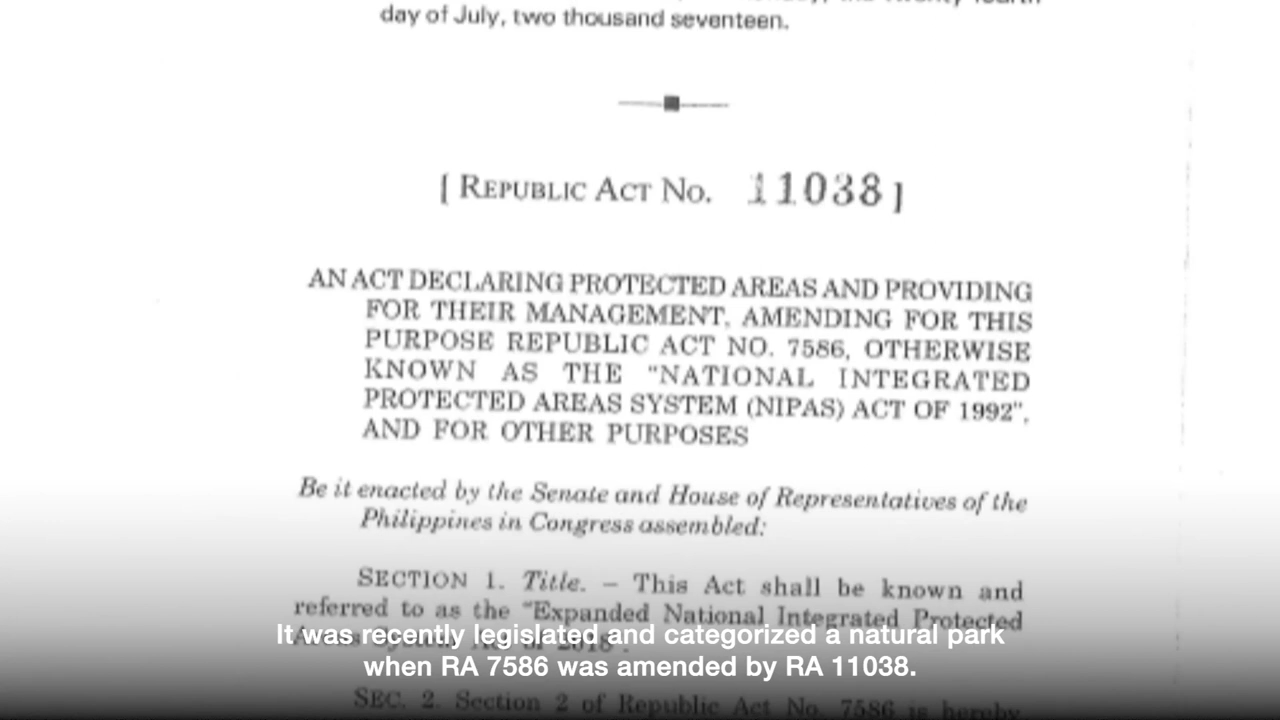 day of July, two thousand seventeen.
[ REPUBLIC ACT NO. 11038 ]
AN ACT DECLARING PROTECTED AREAS AND PROVIDING
FOR THEIR MANAGEMENT, AMENDING FOR THIS
PURPOSE REPUBLIC ACT NO. 7586, OTHERWISE
KNOWN AS THE "NATIONAL INTEGRATED
PROTECTED AREAS SYSTEM (NIPAS) ACT OF 1992",
AND FOR OTHER PURPOSES
Be it enacted by the Senate and House of Representatives of the
Philippines in Congress assembled:
SECTION 1. Title. – This Act shall be known and
referred to as the "Expanded National Integrated Protected
It was recently legislated and categorized a natural park
when RA 7586 was amended by RA 11038.
SEC. 2. Section 2 of Republic Act No. 7586 is hereby